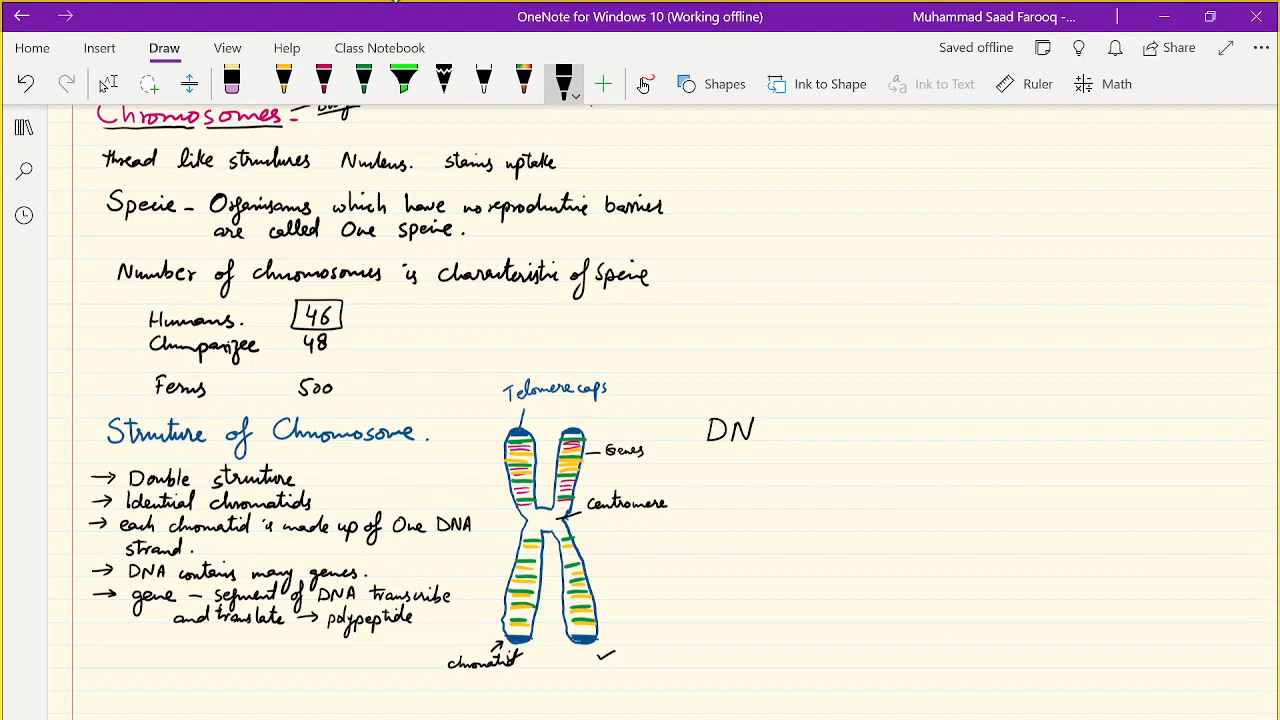 OneNote for Windows 10 (Working offline)
Muhammad Saad Farooq -...
Home Insert Draw View Help Class Notebook
Saved offline
Share
Shapes
Ink to Shape
Ink to Text
Ruler
Math
Chromosomes -
thread like structures Nucleus. stains uptake
Specie - Organisams which have no reproductive barrier
are called One specie.
Number of chromosomes is characteristic of Specie
Humans. 46
Chimpanizee 48
Ferns 500
Telomere caps
Structure of Chromosome.
DN
Genes
→ Double structure
→ Idential chromatids
Centromere
→ each chromatid is made up of One DNA
strand.
→ DNA contains many genes.
→ gene - segment of DNA transcribe
and translate → polypeptide
chromatid